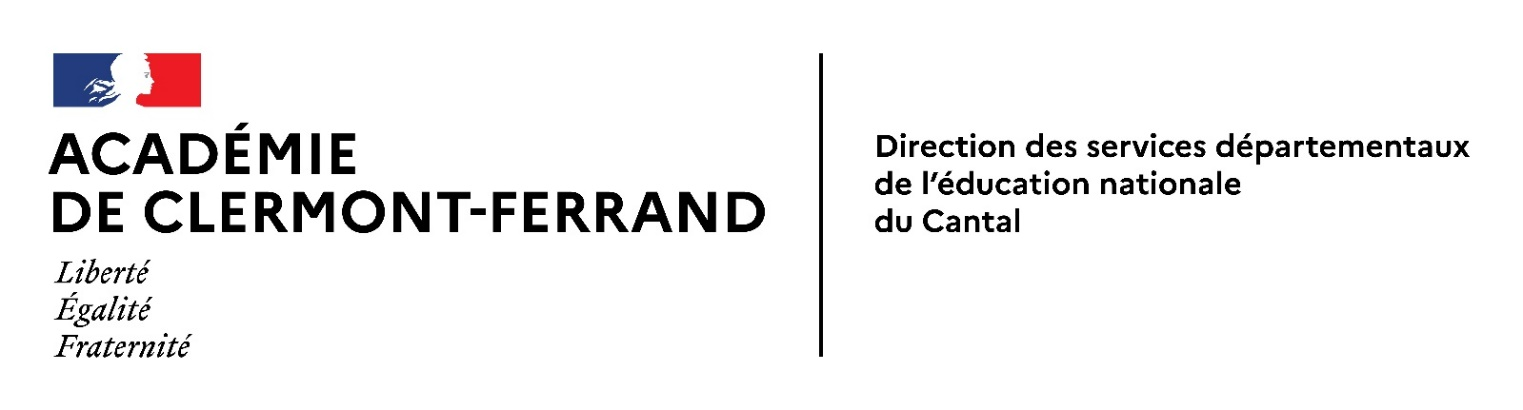 ACADÉMIE
DE CLERMONT-FERRAND
Liberté
Égalité
Fraternité
Direction des services départementaux
de l’éducation nationale
du Cantal